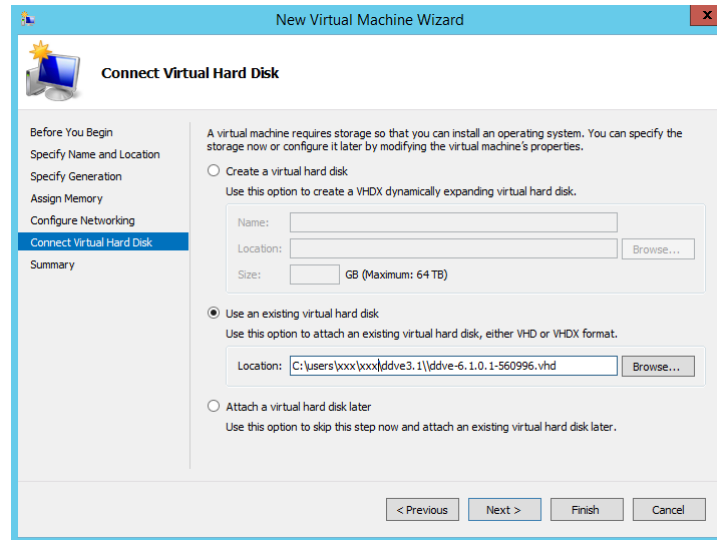 New Virtual Machine Wizard
x
Connect Virtual Hard Disk
Before You Begin
Specify Name and Location
Specify Generation
Assign Memory
Configure Networking
Connect Virtual Hard Disk
Summary
A virtual machine requires storage so that you can install an operating system. You can specify the
storage now or configure it later by modifying the virtual machine's properties.
Create a virtual hard disk
Use this option to create a VHDX dynamically expanding virtual hard disk.
Name:
Location:
Browse...
Size:
GB (Maximum: 64 TB)
Use an existing virtual hard disk
Use this option to attach an existing virtual hard disk, either VHD or VHDX format.
Location: C:\users\xxx\xxx\ddve3.1\\ddve-6.1.0.1-560996.vhd Browse...
Attach a virtual hard disk later
Use this option to skip this step now and attach an existing virtual hard disk later.
< Previous Next > Finish Cancel